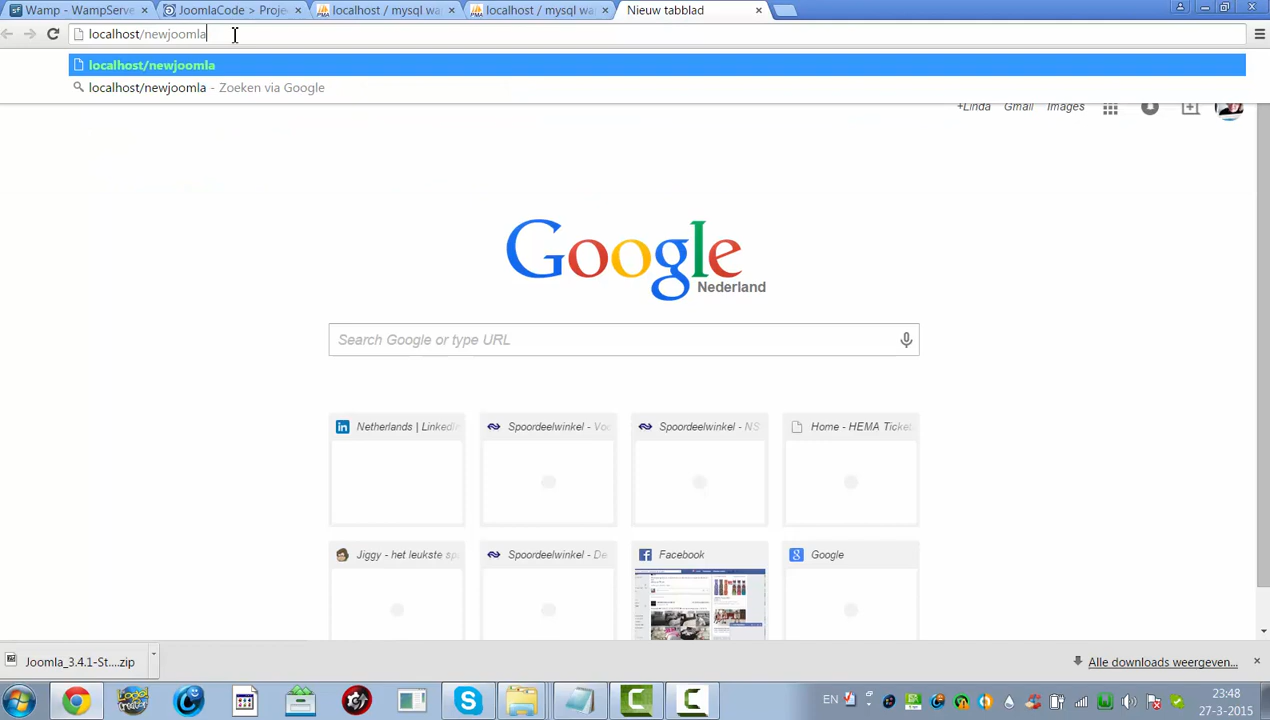 Wamp - WampServe
JoomlaCode > Proje
localhost / mysql wa
localhost / mysql wa
Nieuw tabblad
localhost/newjoomla
localhost/newjoomla
localhost/newjoomla - Zoeken via Google
+Linda Gmail Images
Google
Nederland
Search Google or type URL
Netherlands | LinkedIn
Spoordeelwinkel - Voo
Spoordeelwinkel - NS
Home - HEMA Ticket
Jiggy - het leukste sp
Spoordeelwinkel - De
Facebook
Google
Joomla_3.4.1-St....zip
Alle downloads weergeven...
EN
23:48
27-3-2015